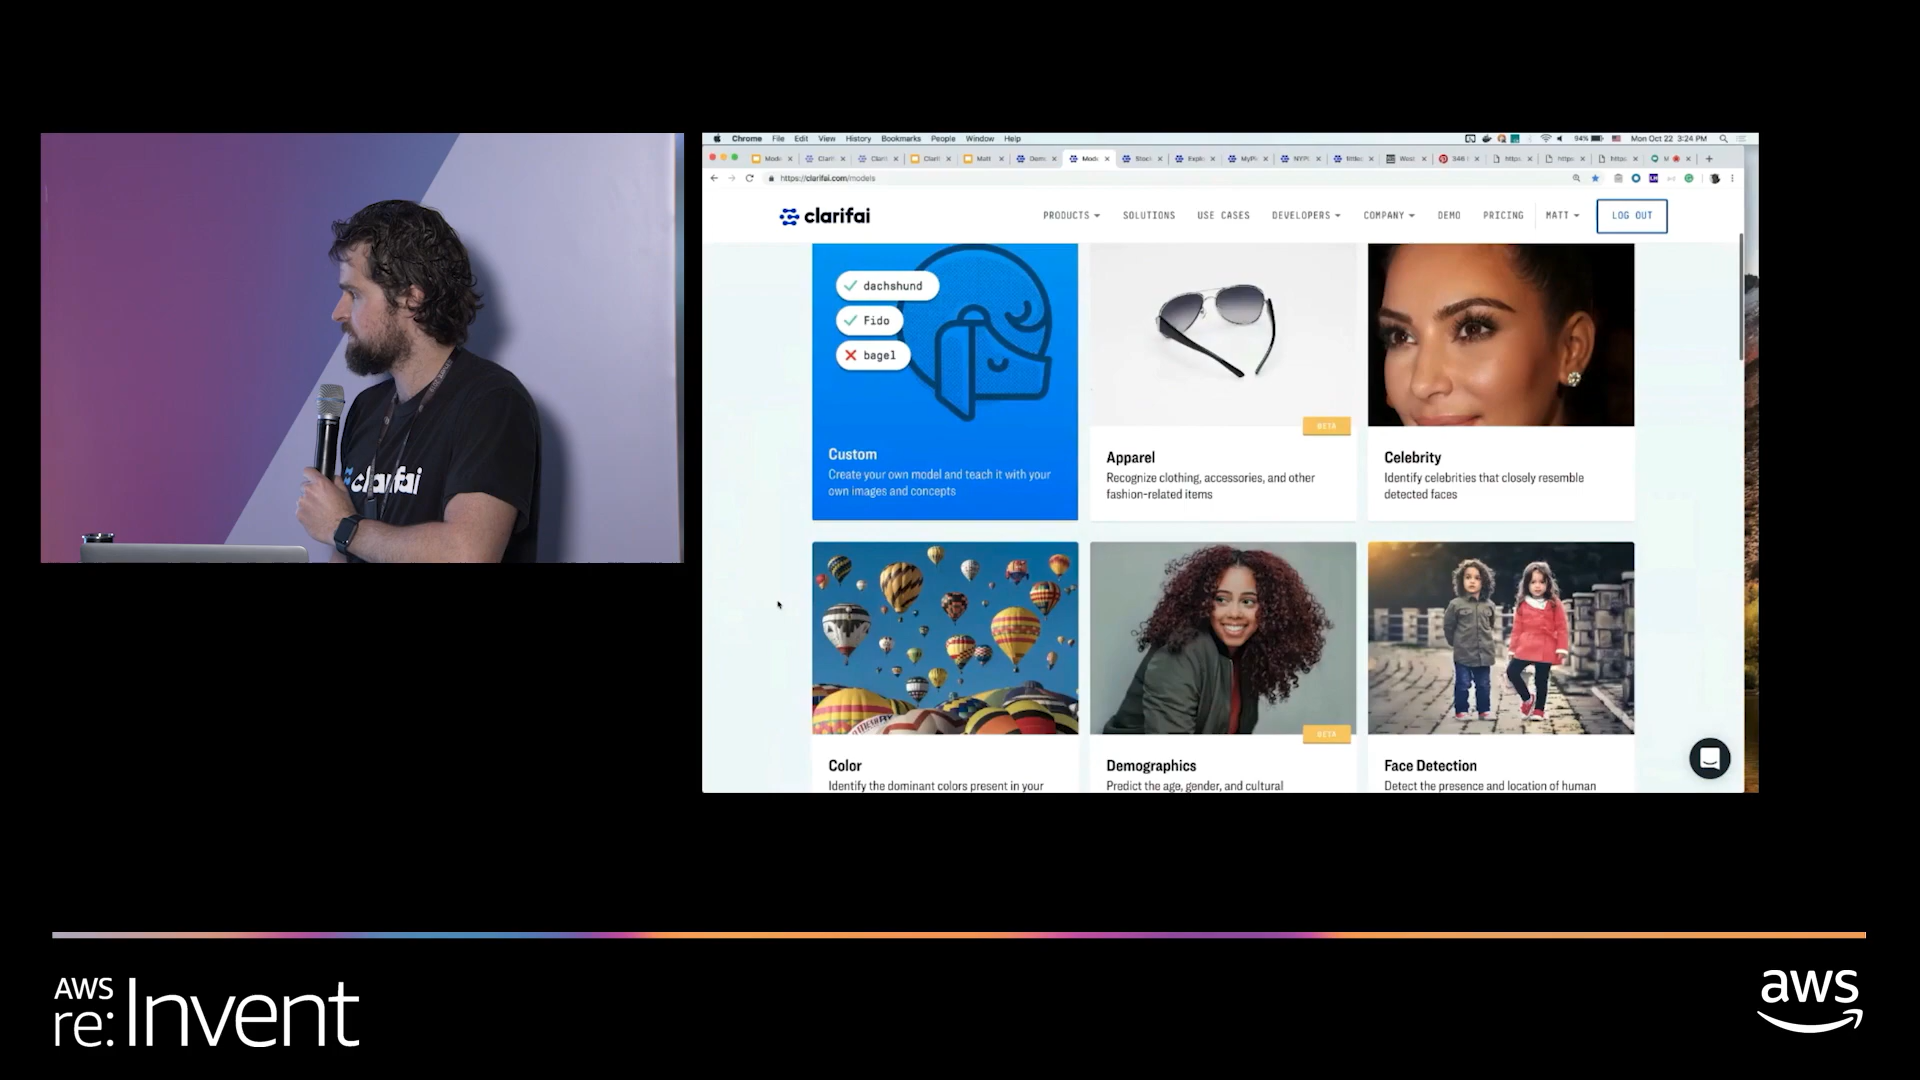 Chrome File Edit View History Bookmarks People Window Help
94%
Mon Oct 22 3:24 PM
https://clarifai.com/models
clarifai
PRODUCTS
SOLUTIONS
USE CASES
DEVELOPERS
COMPANY
DEMO
PRICING
MATT
LOG OUT
dachshund
Fido
bagel
Custom
Create your own model and teach it with your
own images and concepts
BETA
Apparel
Recognize clothing, accessories, and other
fashion-related items
Celebrity
Identify celebrities that closely resemble
detected faces
clarifai
Color
Identify the dominant colors present in your
BETA
Demographics
Predict the age, gender, and cultural
Face Detection
Detect the presence and location of human
AWS
re:Invent
aws